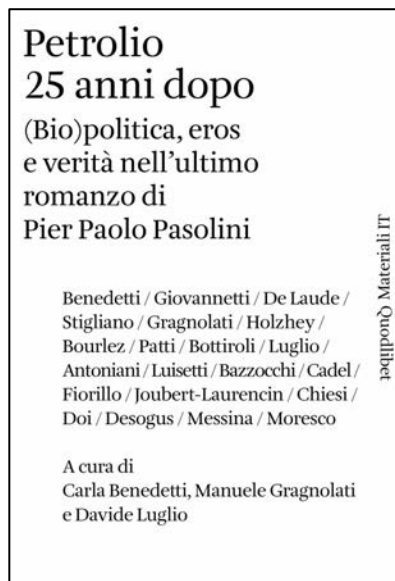 Petrolio
25 anni dopo
(Bio)politica, eros
e verità nell'ultimo
romanzo di
Pier Paolo Pasolini
Benedetti / Giovannetti / De Laude /
Stigliano / Gragnolati / Holzhey /
Bourlez / Patti / Bottiroli / Luglio /
Antoniani / Luisetti / Bazzocchi / Cadel /
Fiorillo / Joubert-Laurencin / Chiesi /
Doi / Desogus / Messina / Moresco
A cura di
Carla Benedetti, Manuele Gragnolati
e Davide Luglio
Quodlibet Materiali IT